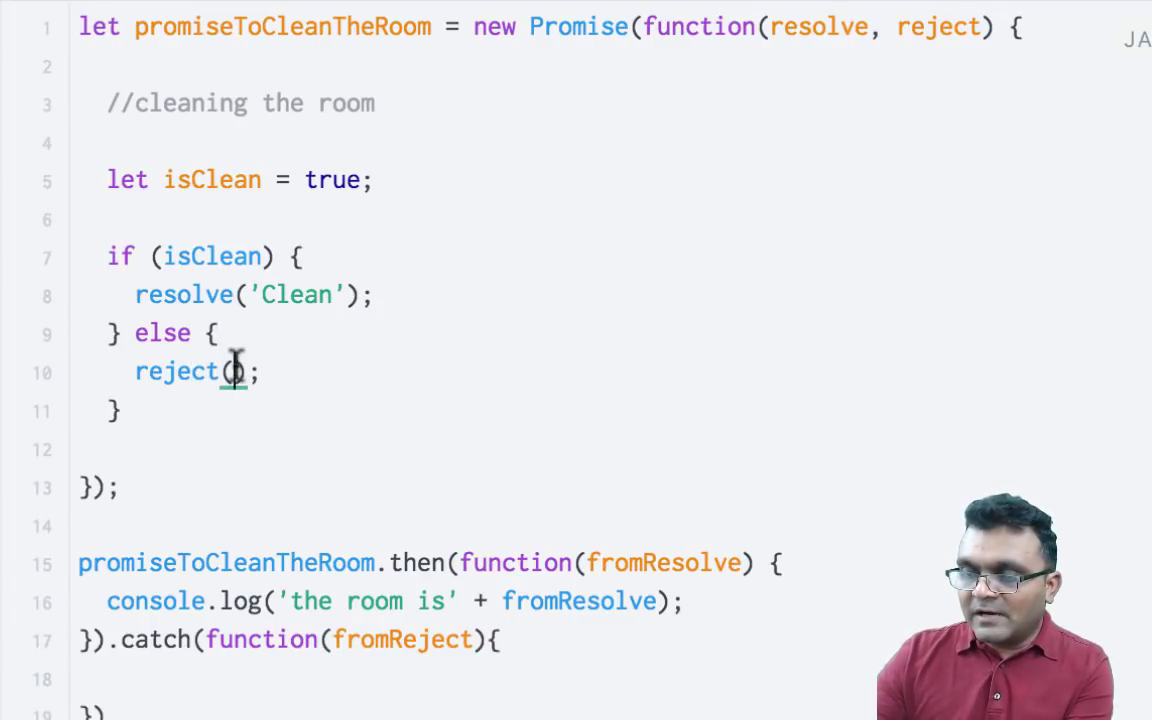 1 let promiseToCleanTheRoom = new Promise(function(resolve, reject) {
JA
2
3 //cleaning the room
4
5 let isClean = true;
6
7 if (isClean) {
8 resolve('Clean');
9 } else {
10 reject();
11 }
12
13 });
14
15 promiseToCleanTheRoom.then(function(fromResolve) {
16 console.log('the room is' + fromResolve);
17 }).catch(function(fromReject){
18
19 })